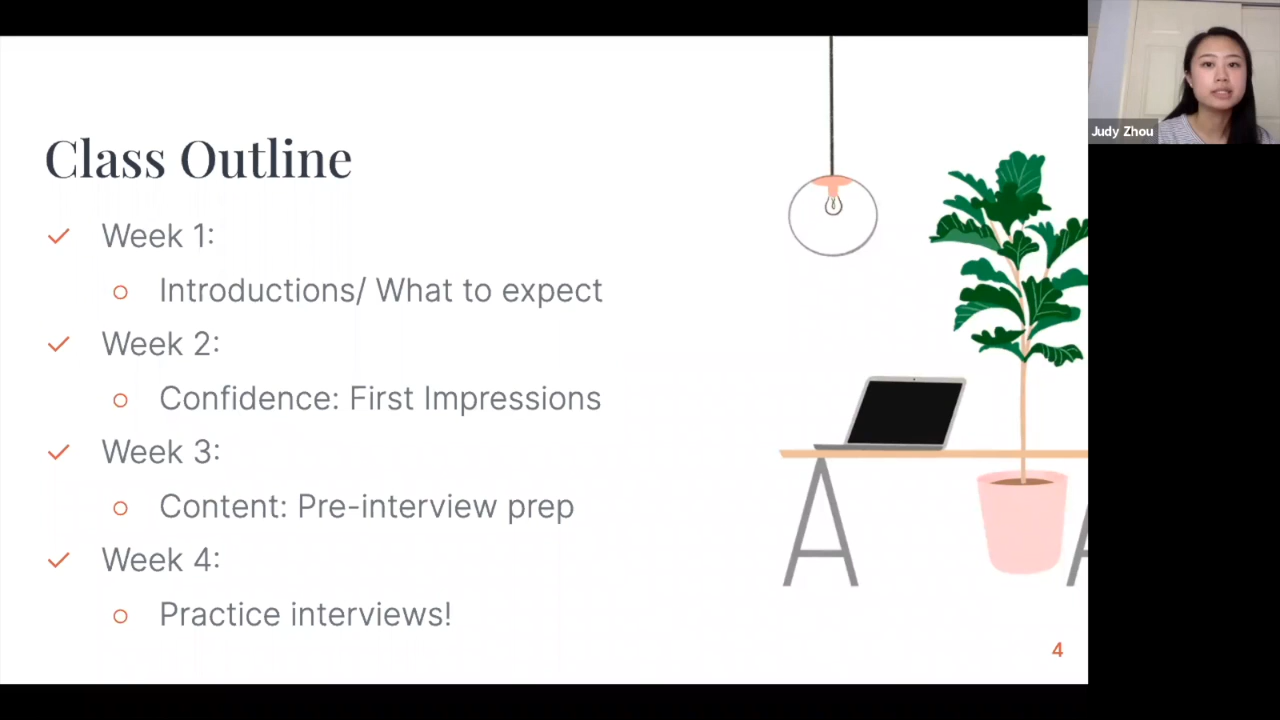 Class Outline
Week 1:
Introductions/ What to expect
Week 2:
Confidence: First Impressions
Week 3:
Content: Pre-interview prep
Week 4:
Practice interviews!
4
Judy Zhou